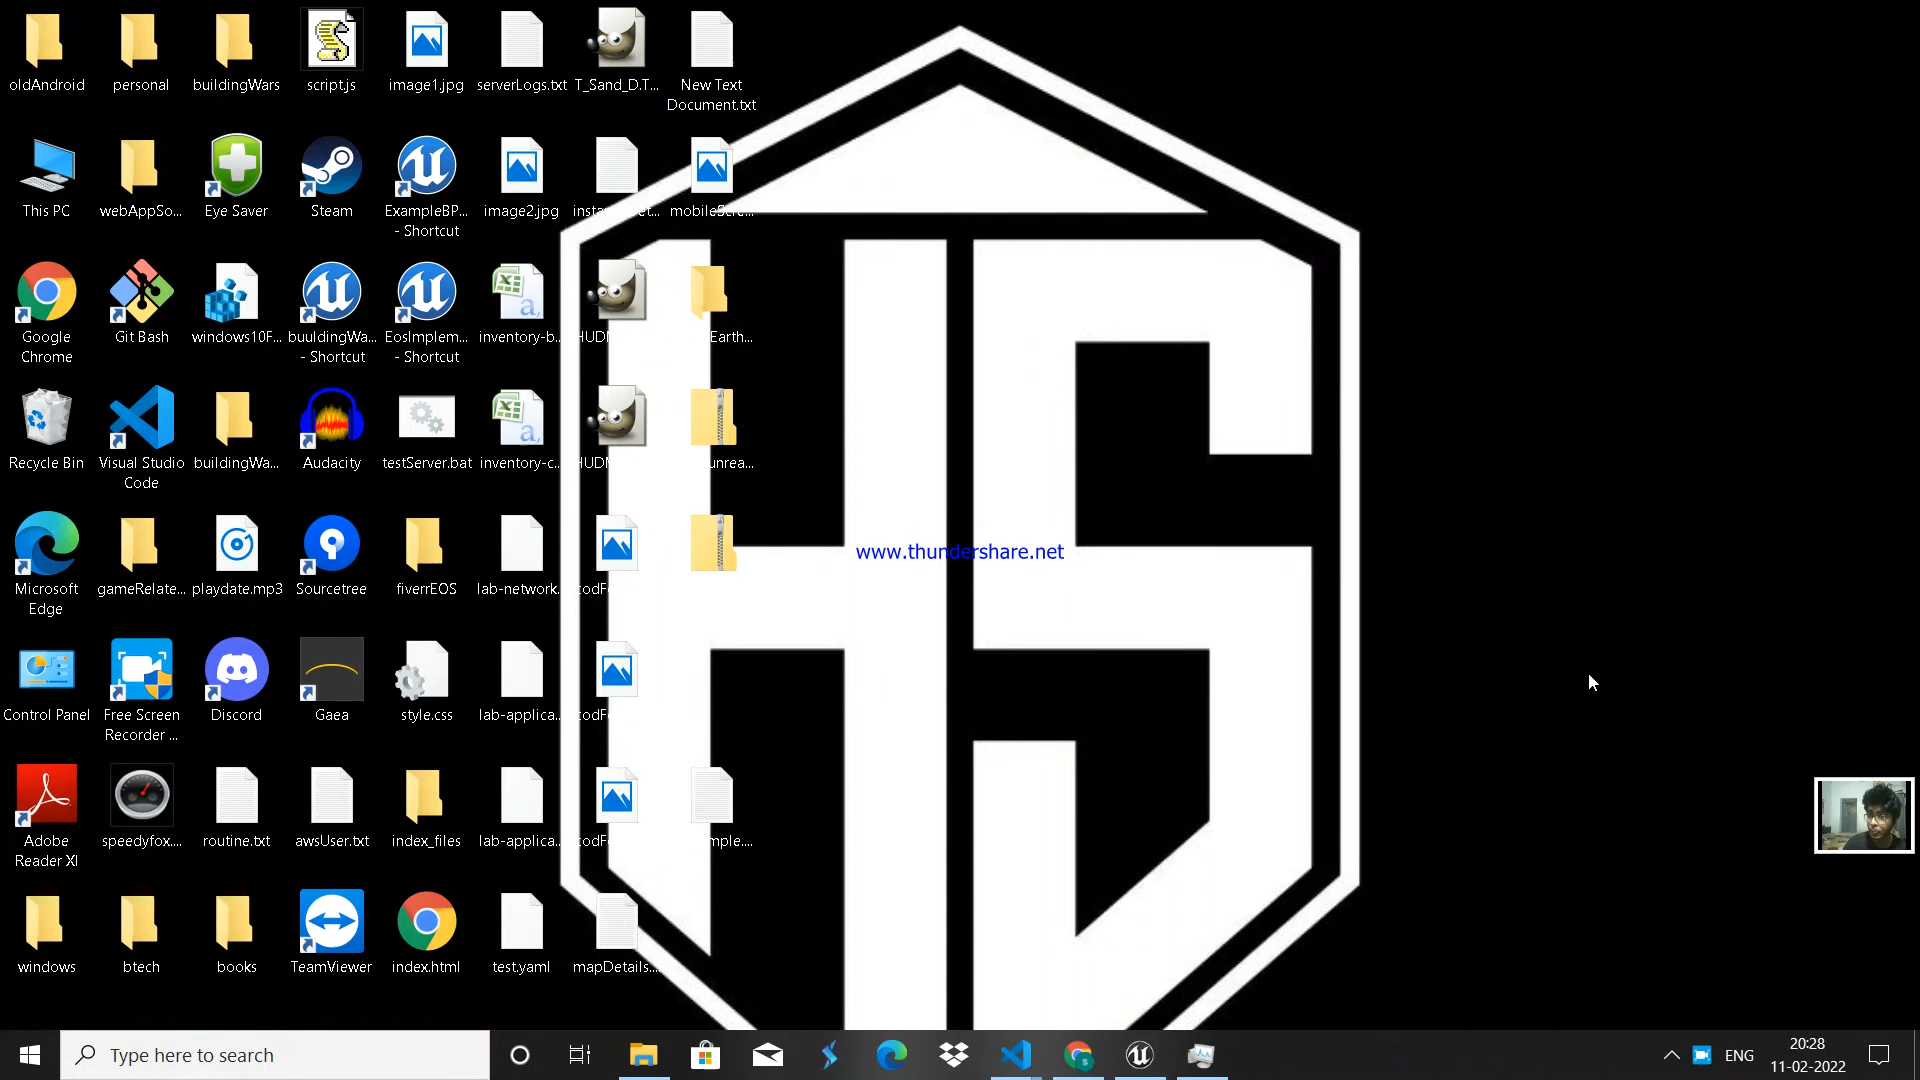 oldAndroid
personal
buildingWars
script.js
image1.jpg
serverLogs.txt
T_Sand_D.T...
New Text
Document.txt
This PC
webAppSo...
Eye Saver
Steam
ExampleBP...
- Shortcut
image2.jpg
mobileScre...
Google
Chrome
Git Bash
windows10F...
buuldingWa...
- Shortcut
EosImplem...
- Shortcut
inventory-b...
Earth...
Recycle Bin
Visual Studio
Code
buildingWa...
Audacity
testServer.bat
inventory-c...
Microsoft
Edge
gameRelate...
playdate.mp3
Sourcetree
fiverrEOS
lab-network...
www.thundershare.net
Control Panel
Free Screen
Recorder ...
Discord
Gaea
style.css
lab-applica...
Adobe
Reader XI
speedyfox....
routine.txt
awsUser.txt
index_files
lab-applica...
windows
btech
books
TeamViewer
index.html
test.yaml
mapDetails....
Type here to search
ENG
20:28
11-02-2022